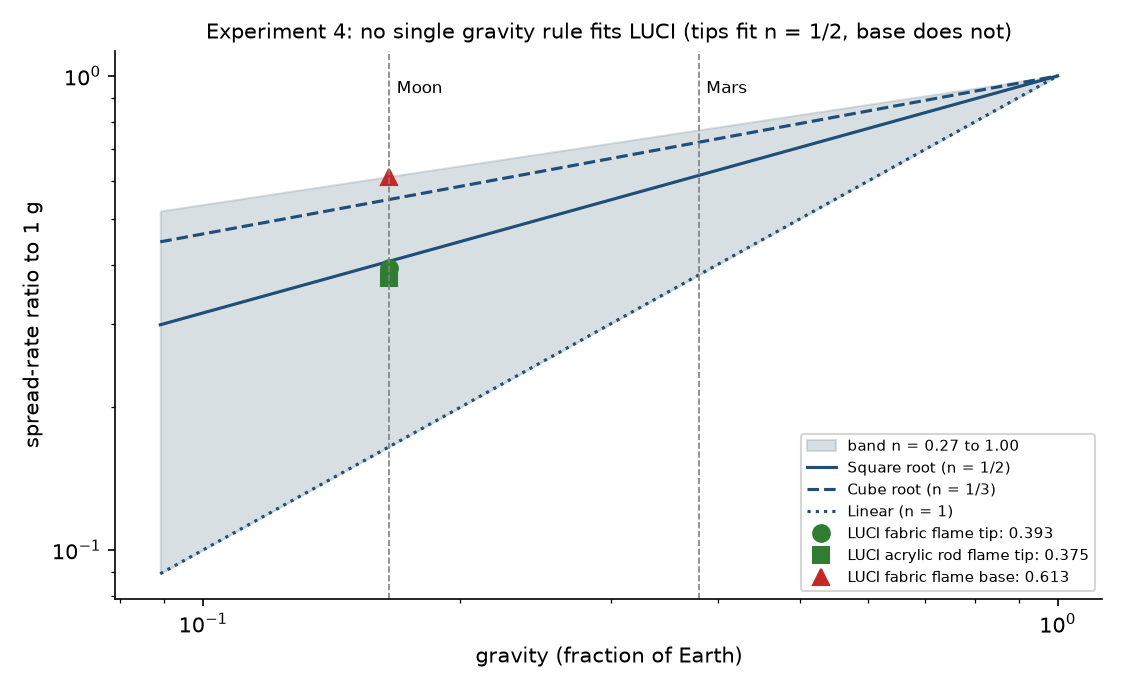 Experiment 4: no single gravity rule fits LUCI (tips fit n = 1/2, base does not)
Moon
Mars
10⁰
10⁻¹
spread-rate ratio to 1 g
10⁻¹
10⁰
gravity (fraction of Earth)
band n = 0.27 to 1.00
Square root (n = 1/2)
Cube root (n = 1/3)
Linear (n = 1)
LUCI fabric flame tip: 0.393
LUCI acrylic rod flame tip: 0.375
LUCI fabric flame base: 0.613